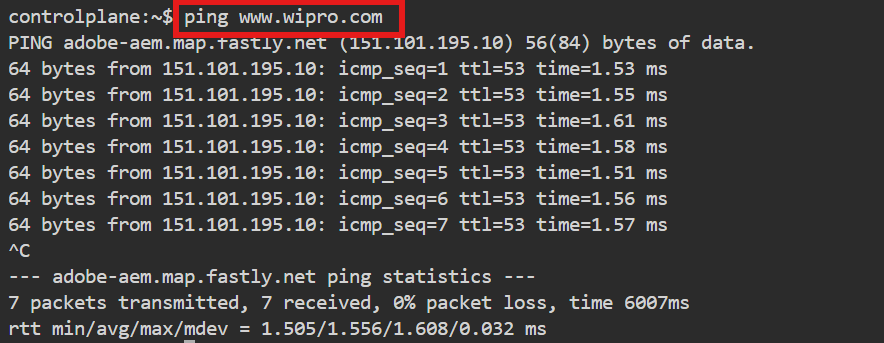 controlplane:~$ ping www.wipro.com
PING adobe-aem.map.fastly.net (151.101.195.10) 56(84) bytes of data.
64 bytes from 151.101.195.10: icmp_seq=1 ttl=53 time=1.53 ms
64 bytes from 151.101.195.10: icmp_seq=2 ttl=53 time=1.55 ms
64 bytes from 151.101.195.10: icmp_seq=3 ttl=53 time=1.61 ms
64 bytes from 151.101.195.10: icmp_seq=4 ttl=53 time=1.58 ms
64 bytes from 151.101.195.10: icmp_seq=5 ttl=53 time=1.51 ms
64 bytes from 151.101.195.10: icmp_seq=6 ttl=53 time=1.56 ms
64 bytes from 151.101.195.10: icmp_seq=7 ttl=53 time=1.57 ms
^C
--- adobe-aem.map.fastly.net ping statistics ---
7 packets transmitted, 7 received, 0% packet loss, time 6007ms
rtt min/avg/max/mdev = 1.505/1.556/1.608/0.032 ms